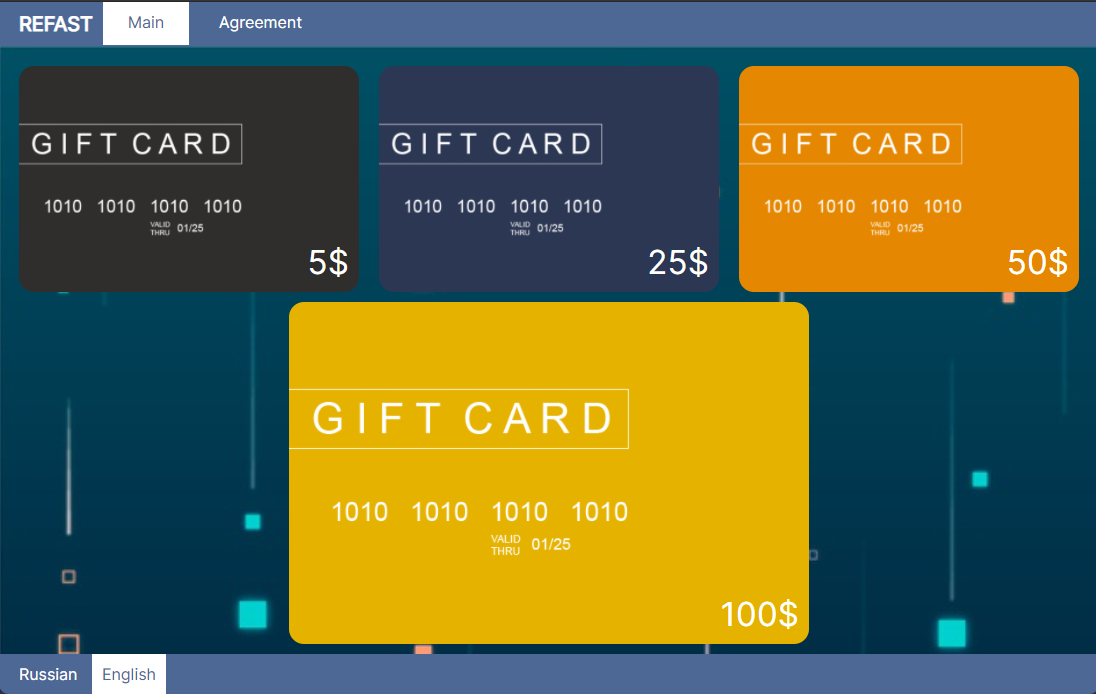 REFAST Main Agreement
GIFT CARD
1010 1010 1010 1010
VALID THRU 01/25
5$
GIFT CARD
1010 1010 1010 1010
VALID THRU 01/25
25$
GIFT CARD
1010 1010 1010 1010
VALID THRU 01/25
50$
GIFT CARD
1010 1010 1010 1010
VALID THRU 01/25
100$
Russian English